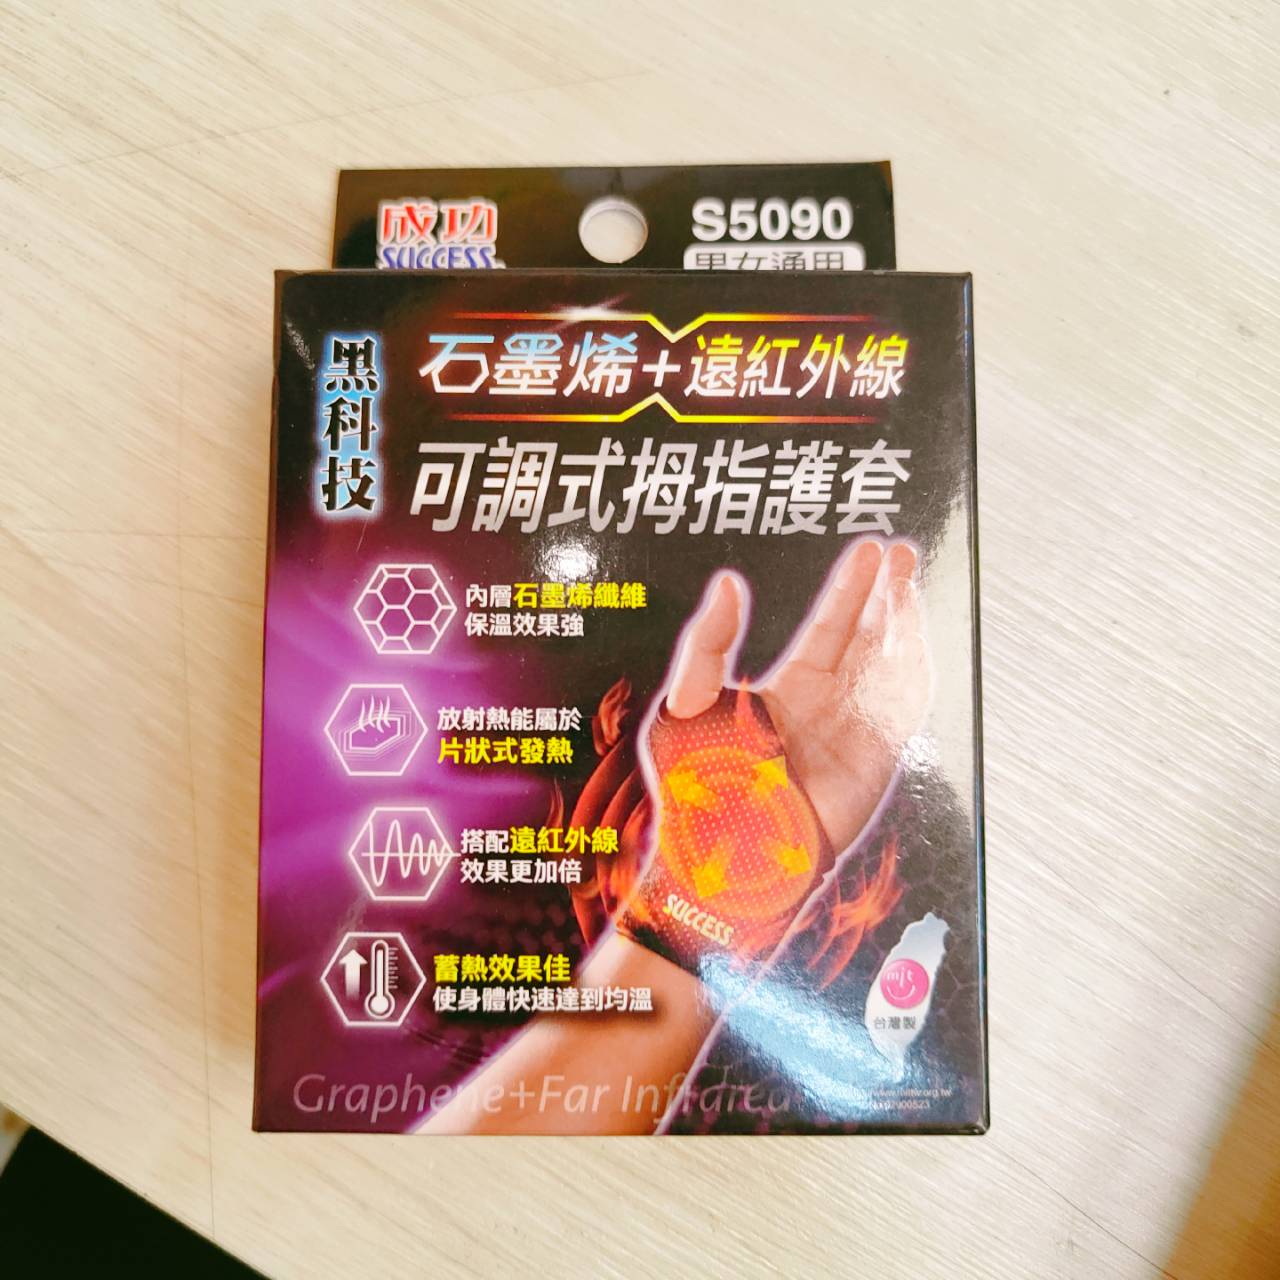 成功
SUCCESS
S5090
男女通用
黑科技
石墨烯+遠紅外線
可調式拇指護套
內層石墨烯纖維
保溫效果強
放射熱能屬於
片狀式發熱
搭配遠紅外線
效果更加倍
蓄熱效果佳
使身體快速達到均溫
SUCCESS
mit
台灣製
Graphene+Far Infrared